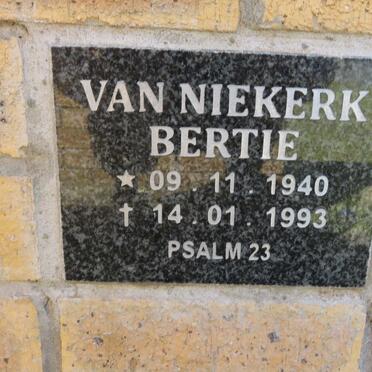 VAN NIEKERK
BERTIE
★ 09 . 11 . 1940
✝ 14 . 01 . 1993
PSALM 23